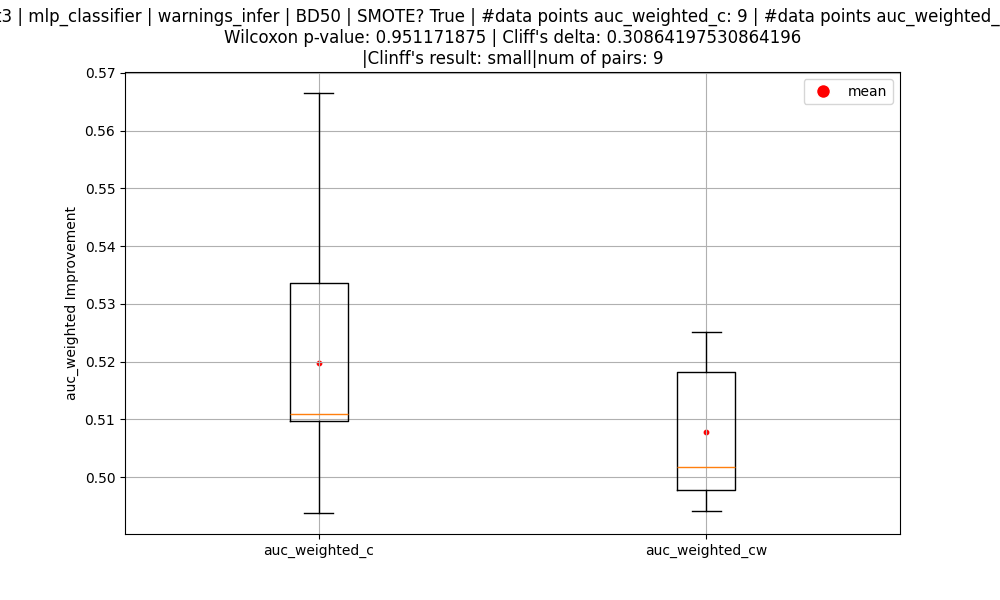 | mlp_classifier | warnings_infer | BD50 | SMOTE? True | #data points auc_weighted_c: 9 | #data points auc_weighted_
Wilcoxon p-value: 0.951171875 | Cliff's delta: 0.30864197530864196
|Clinff's result: small|num of pairs: 9
mean
0.57
0.56
0.55
0.54
0.53
0.52
0.51
0.50
auc_weighted Improvement
auc_weighted_c
auc_weighted_cw